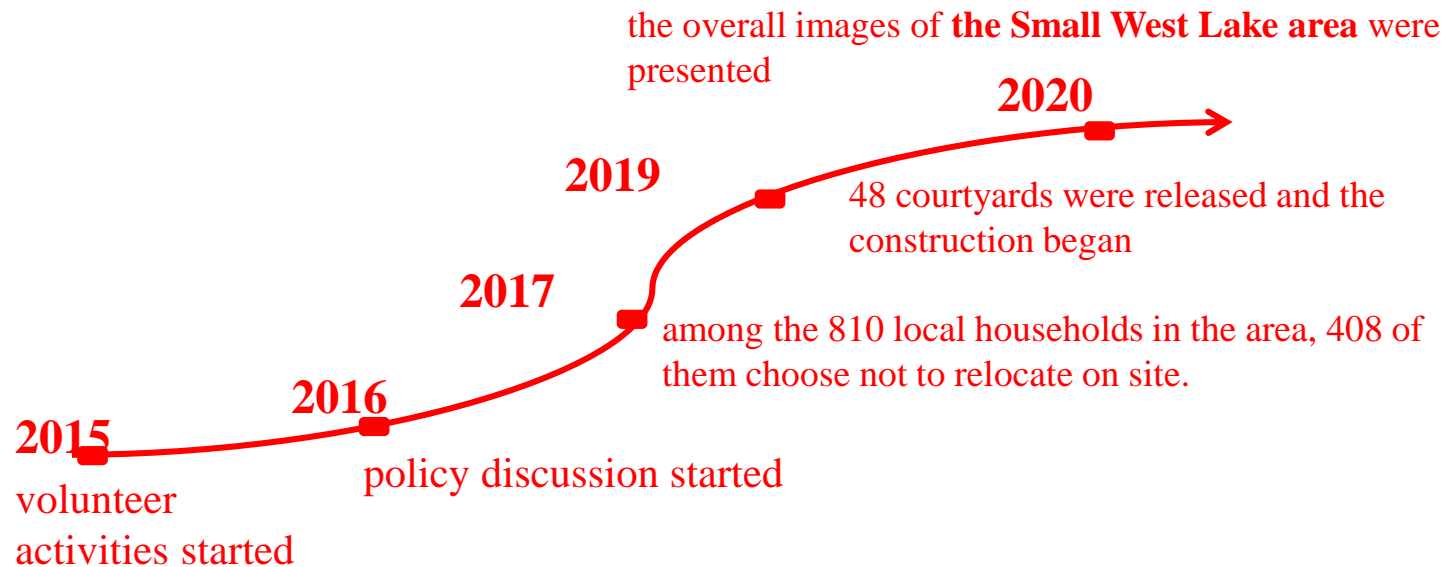 the overall images of the Small West Lake area were
presented
2020
2019
48 courtyards were released and the
construction began
2017
among the 810 local households in the area, 408 of
them choose not to relocate on site.
2016
policy discussion started
2015
volunteer
activities started